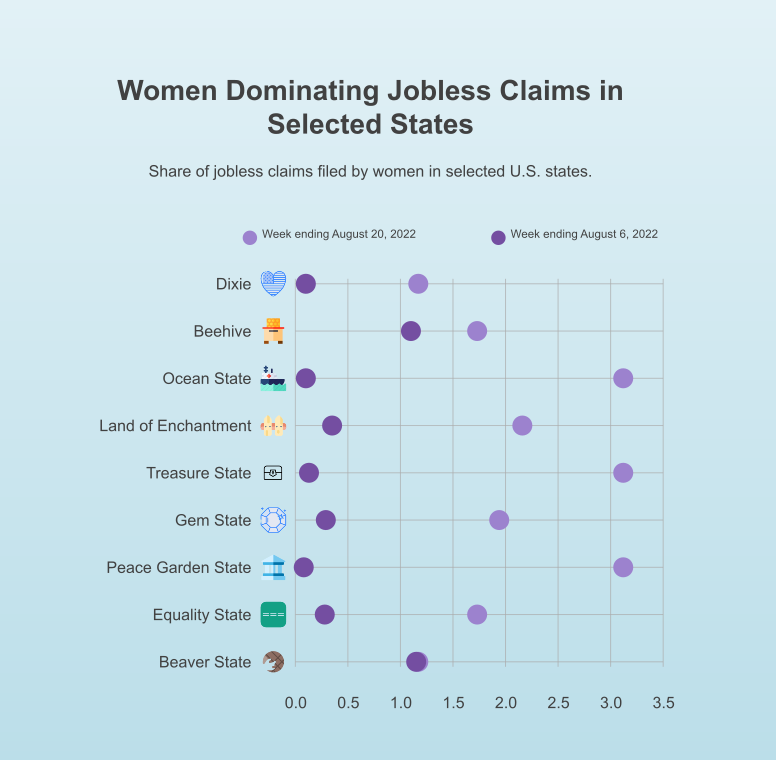 Women Dominating Jobless Claims in
Selected States
Share of jobless claims filed by women in selected U.S. states.
Week ending August 20, 2022
Week ending August 6, 2022
Dixie
Beehive
Ocean State
Land of Enchantment
Treasure State
Gem State
Peace Garden State
Equality State
Beaver State
0.0 0.5 1.0 1.5 2.0 2.5 3.0 3.5